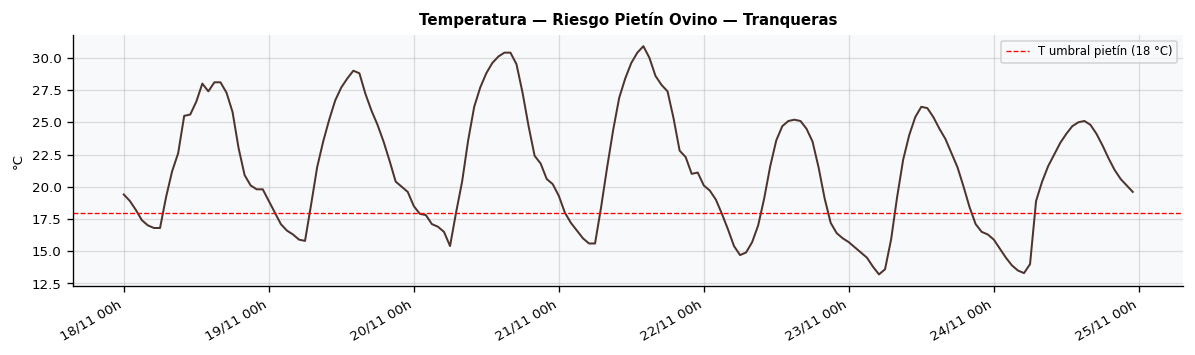 Temperatura — Riesgo Pietín Ovino — Tranqueras
T umbral pietín (18 °C)
°C
30.0
27.5
25.0
22.5
20.0
17.5
15.0
12.5
18/11 00h
19/11 00h
20/11 00h
21/11 00h
22/11 00h
23/11 00h
24/11 00h
25/11 00h